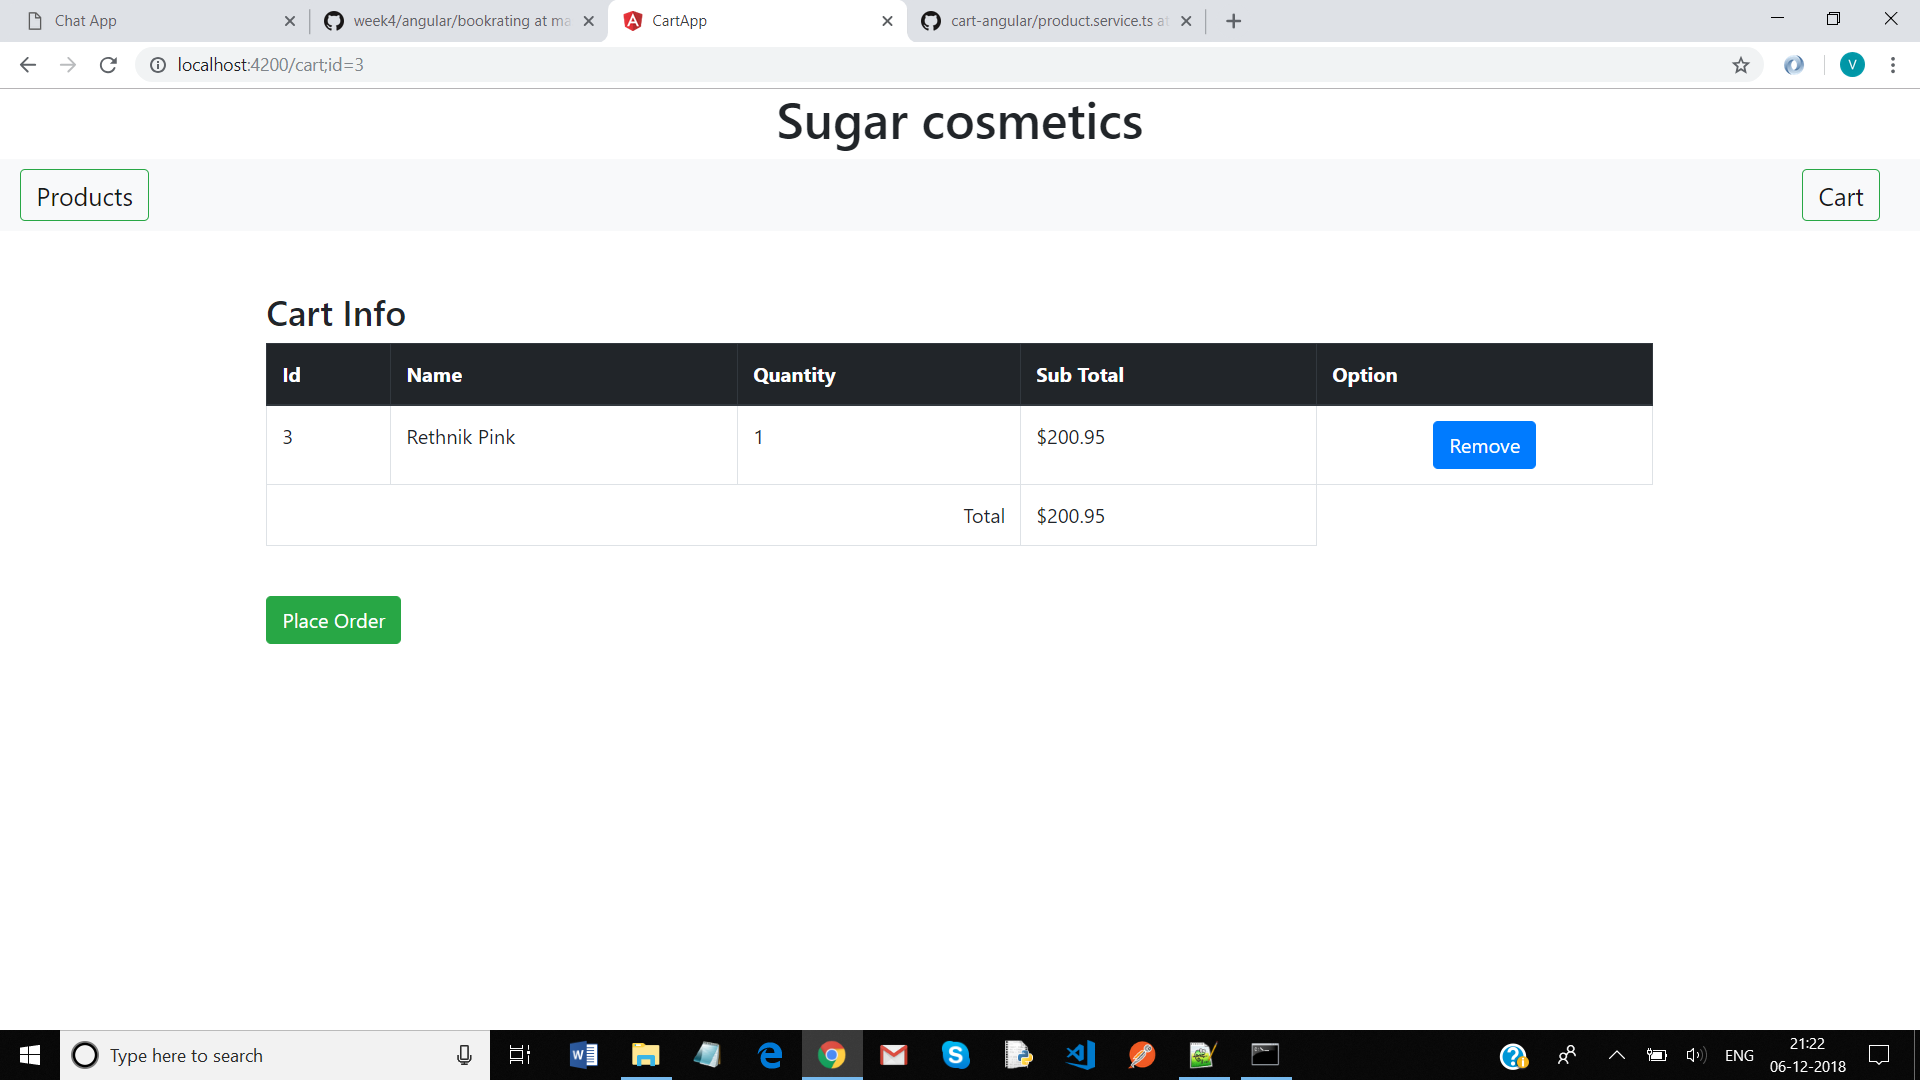 Chat App
week4/angular/bookrating at ma
CartApp
cart-angular/product.service.ts at
localhost:4200/cart;id=3
V
Sugar cosmetics
Products
Cart
Cart Info
Id Name Quantity Sub Total Option
3 Rethnik Pink 1 $200.95 Remove
Total $200.95
Place Order
Type here to search
ENG
21:22
06-12-2018